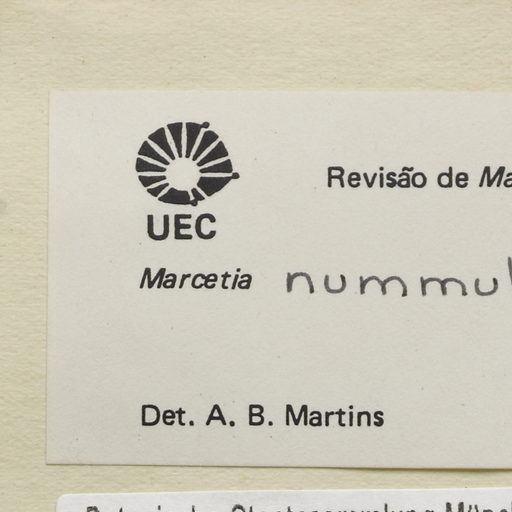 UEC
Revisão de Ma
Marcetia nummul
Det. A. B. Martins